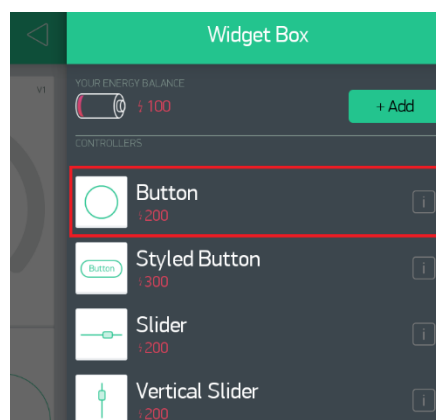 Widget Box
V1
YOUR ENERGY BALANCE
100
+ Add
CONTROLLERS
Button
200
i
Styled Button
Button
300
i
Slider
200
i
Vertical Slider
200
i